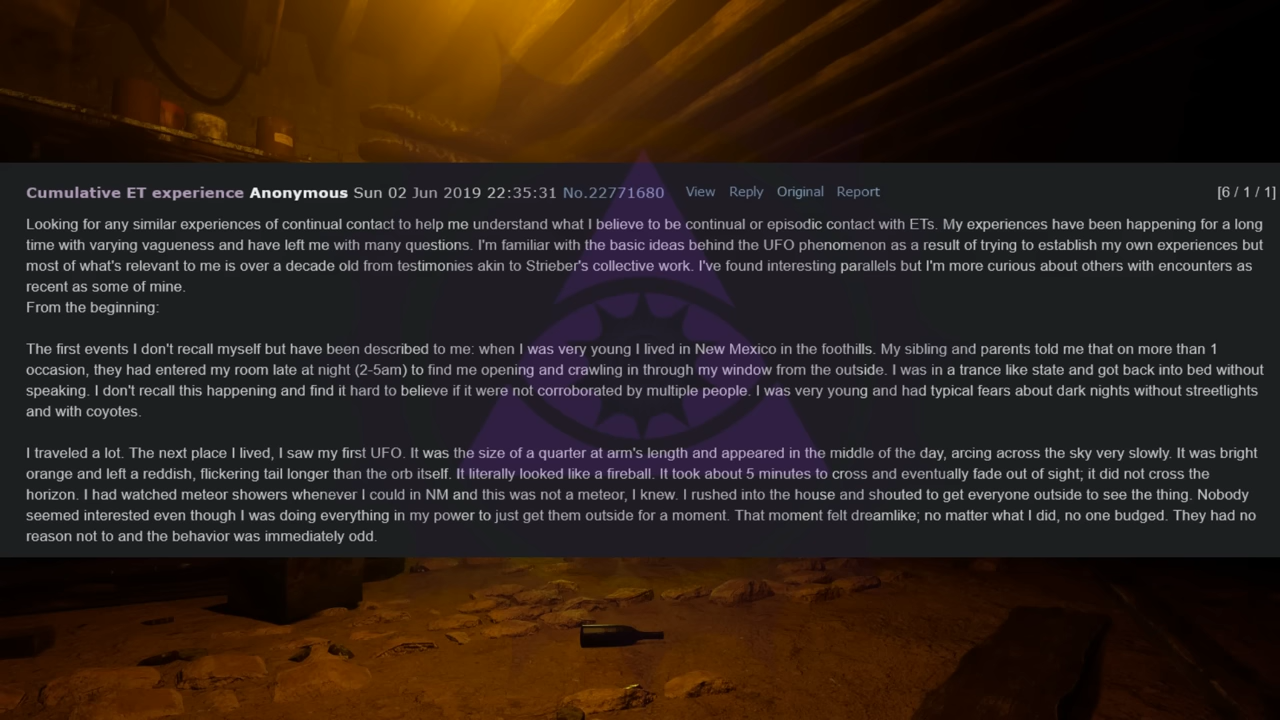 Cumulative ET experience Anonymous Sun 02 Jun 2019 22:35:31 No.22771680 View Reply Original Report [6 / 1 / 1]
Looking for any similar experiences of continual contact to help me understand what I believe to be continual or episodic contact with ETs. My experiences have been happening for a long
time with varying vagueness and have left me with many questions. I'm familiar with the basic ideas behind the UFO phenomenon as a result of trying to establish my own experiences but
most of what's relevant to me is over a decade old from testimonies akin to Strieber's collective work. I've found interesting parallels but I'm more curious about others with encounters as
recent as some of mine.
From the beginning:
The first events I don't recall myself but have been described to me: when I was very young I lived in New Mexico in the foothills. My sibling and parents told me that on more than 1
occasion, they had entered my room late at night (2-5am) to find me opening and crawling in through my window from the outside. I was in a trance like state and got back into bed without
speaking. I don't recall this happening and find it hard to believe if it were not corroborated by multiple people. I was very young and had typical fears about dark nights without streetlights
and with coyotes.
I traveled a lot. The next place I lived, I saw my first UFO. It was the size of a quarter at arm's length and appeared in the middle of the day, arcing across the sky very slowly. It was bright
orange and left a reddish, flickering tail longer than the orb itself. It literally looked like a fireball. It took about 5 minutes to cross and eventually fade out of sight; it did not cross the
horizon. I had watched meteor showers whenever I could in NM and this was not a meteor, I knew. I rushed into the house and shouted to get everyone outside to see the thing. Nobody
seemed interested even though I was doing everything in my power to just get them outside for a moment. That moment felt dreamlike; no matter what I did, no one budged. They had no
reason not to and the behavior was immediately odd.